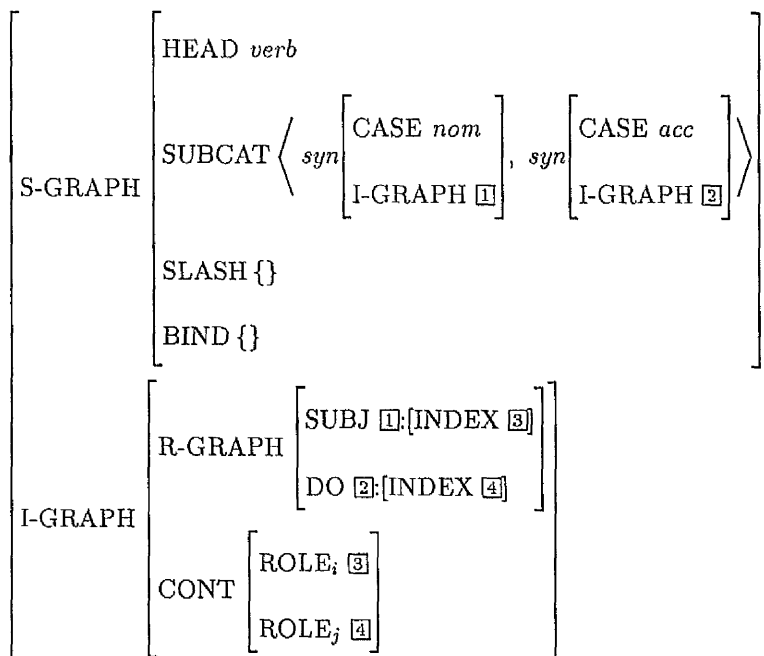 HEAD verb
CASE nom
CASE acc
SUBCAT ⟨ syn , syn ⟩
S-GRAPH
I-GRAPH 1
I-GRAPH 2
SLASH {}
BIND {}
SUBJ 1:[INDEX 3]
R-GRAPH
DO 2:[INDEX 4]
I-GRAPH
ROLEi 3
CONT
ROLEj 4